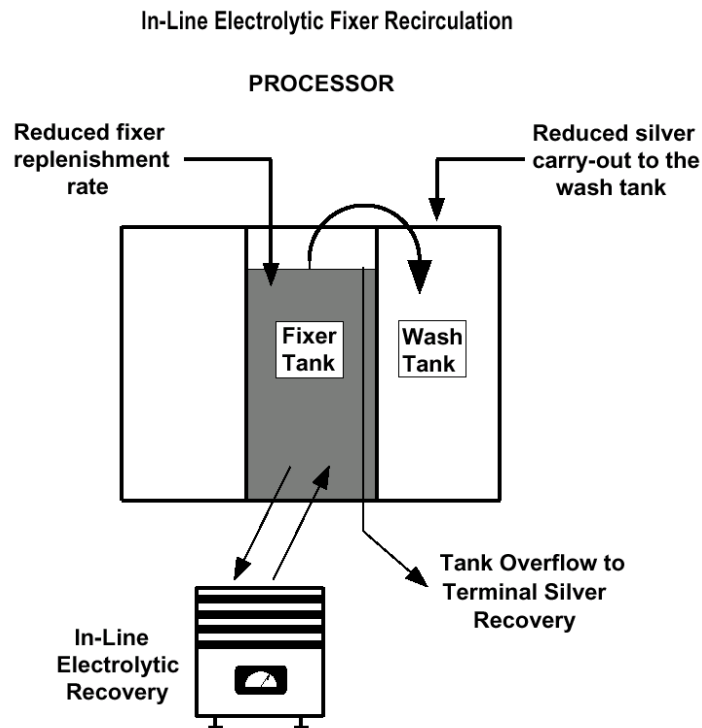 In-Line Electrolytic Fixer Recirculation
PROCESSOR
Reduced fixer
replenishment
rate
Reduced silver
carry-out to the
wash tank
Fixer
Tank
Wash
Tank
Tank Overflow to
Terminal Silver
Recovery
In-Line
Electrolytic
Recovery